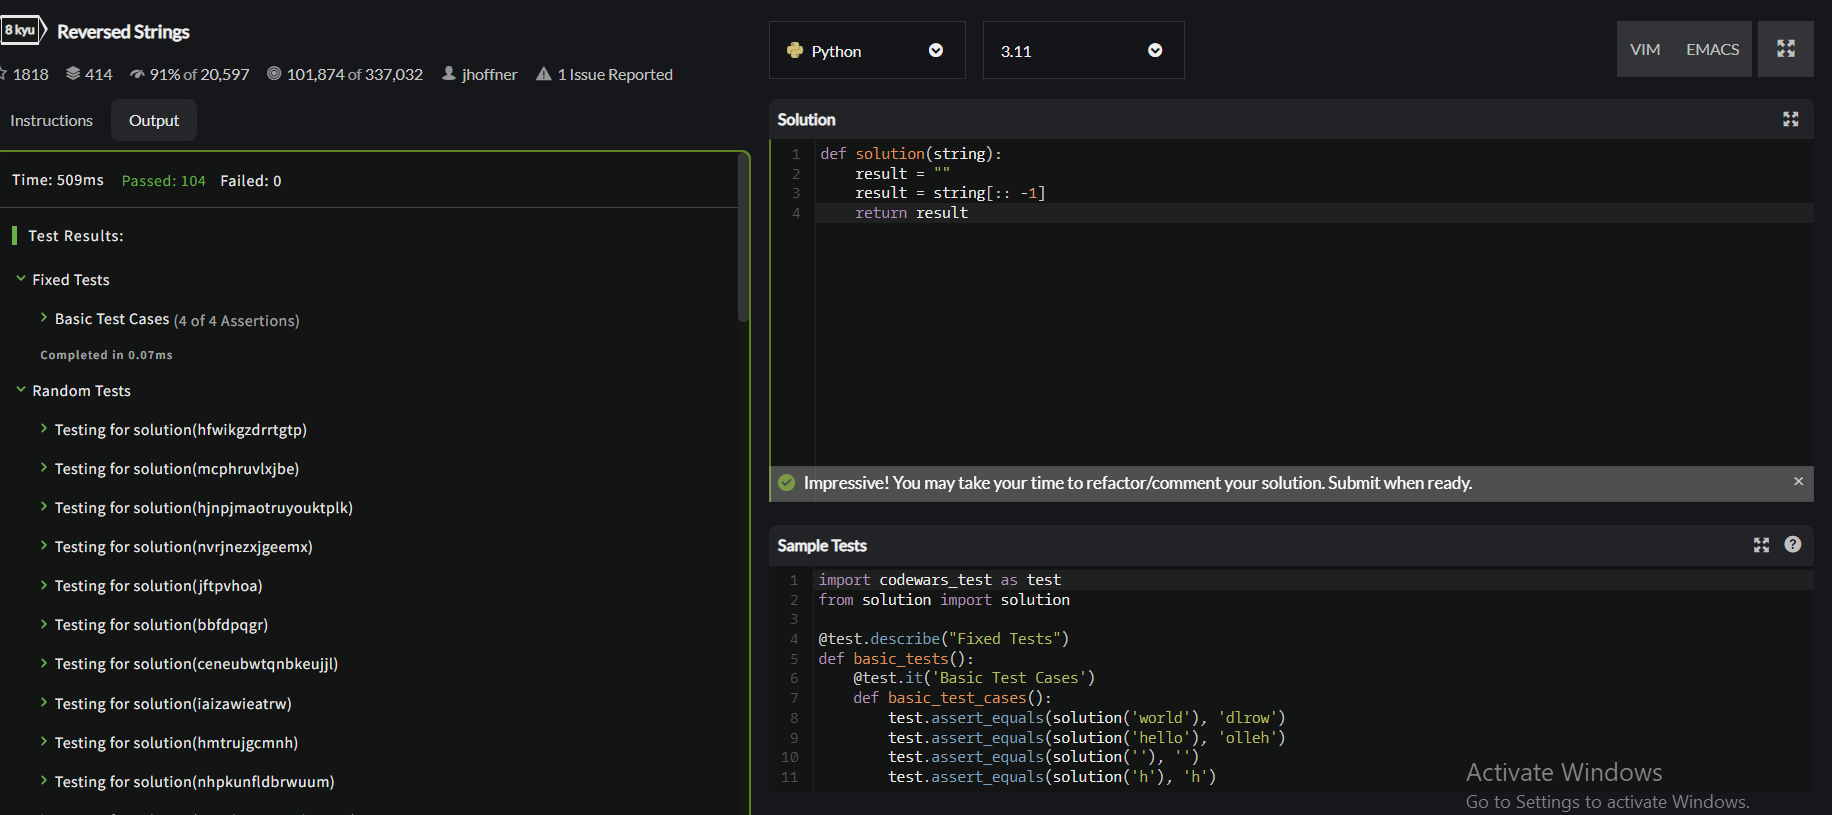 8 kyu Reversed Strings
1818 414 91% of 20,597 101,874 of 337,032 jhoffner 1 Issue Reported
Instructions Output
Time: 509ms Passed: 104 Failed: 0
Test Results:
Fixed Tests
Basic Test Cases (4 of 4 Assertions)
Completed in 0.07ms
Random Tests
Testing for solution(hfwikgzdrrtgtp)
Testing for solution(mcphruvlxjbe)
Testing for solution(hjnpjmaotruyouktplk)
Testing for solution(nvrjnezxjgeemx)
Testing for solution(jftpvhoa)
Testing for solution(bbfdpqgr)
Testing for solution(ceneubwtqnbkeujjl)
Testing for solution(iaizawieatrw)
Testing for solution(hmtrujgcmnh)
Testing for solution(nhpkunfldbrwuum)
Python 3.11 VIM EMACS
Solution
1 def solution(string):
2 result = ""
3 result = string[:: -1]
4 return result
Impressive! You may take your time to refactor/comment your solution. Submit when ready.
Sample Tests
1 import codewars_test as test
2 from solution import solution
3
4 @test.describe("Fixed Tests")
5 def basic_tests():
6 @test.it('Basic Test Cases')
7 def basic_test_cases():
8 test.assert_equals(solution('world'), 'dlrow')
9 test.assert_equals(solution('hello'), 'olleh')
10 test.assert_equals(solution(''), '')
11 test.assert_equals(solution('h'), 'h')
Activate Windows
Go to Settings to activate Windows.